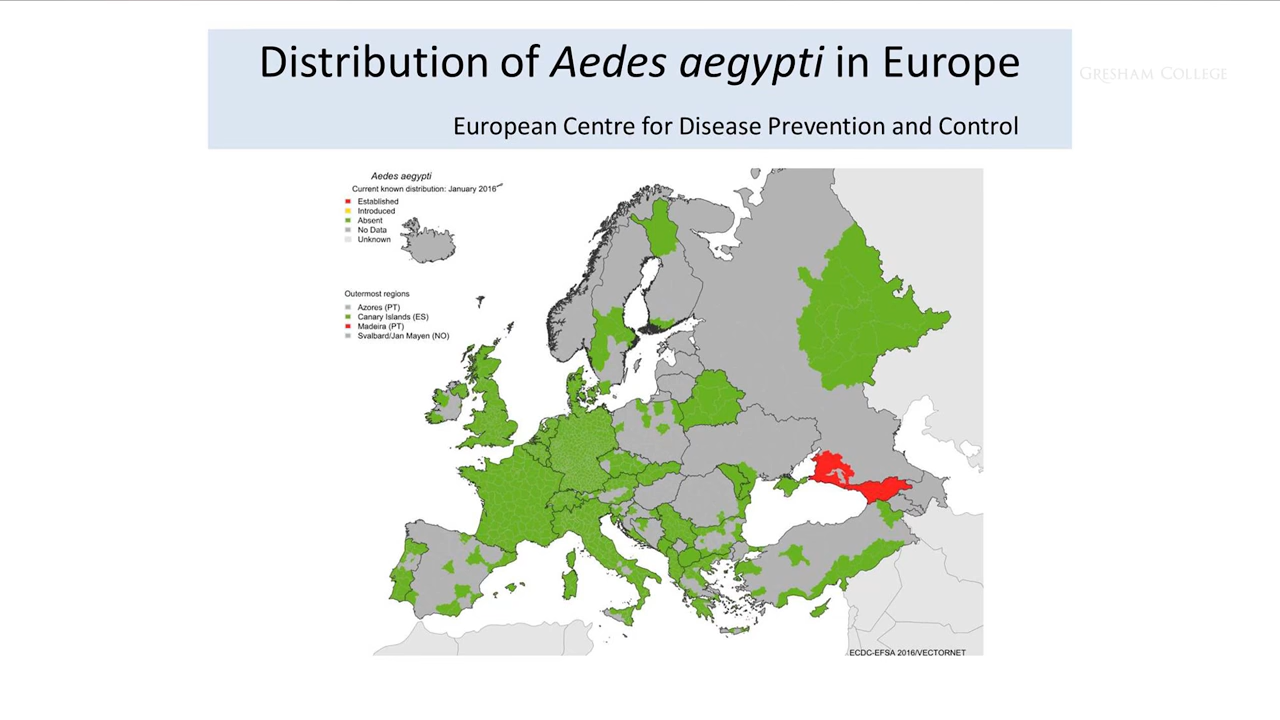 Distribution of Aedes aegypti in Europe
GRESHAM COLLEGE
European Centre for Disease Prevention and Control
Aedes aegypti
Current known distribution: January 2016
Established
Introduced
Absent
No Data
Unknown
Outermost regions
Azores (PT)
Canary Islands (ES)
Madeira (PT)
Svalbard/Jan Mayen (NO)
ECDC-EFSA 2016/VECTORNET